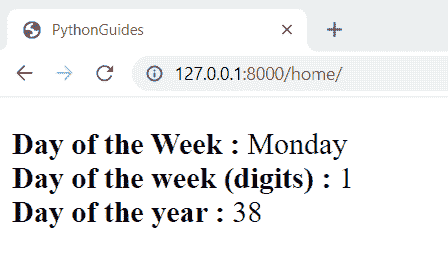 PythonGuides
127.0.0.1:8000/home/
Day of the Week : Monday
Day of the week (digits) : 1
Day of the year : 38